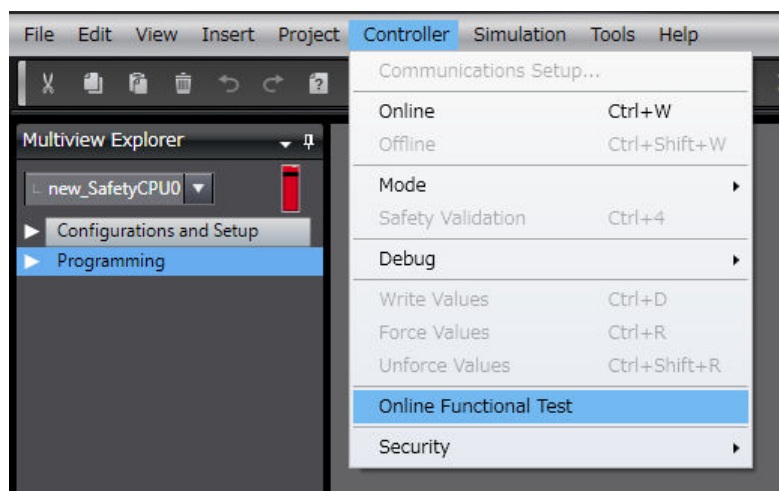 File Edit View Insert Project Controller Simulation Tools Help
Communications Setup...
Online Ctrl+W
Offline Ctrl+Shift+W
Mode
Safety Validation Ctrl+4
Debug
Write Values Ctrl+D
Force Values Ctrl+R
Unforce Values Ctrl+Shift+R
Online Functional Test
Security
Multiview Explorer
new_SafetyCPU0
Configurations and Setup
Programming